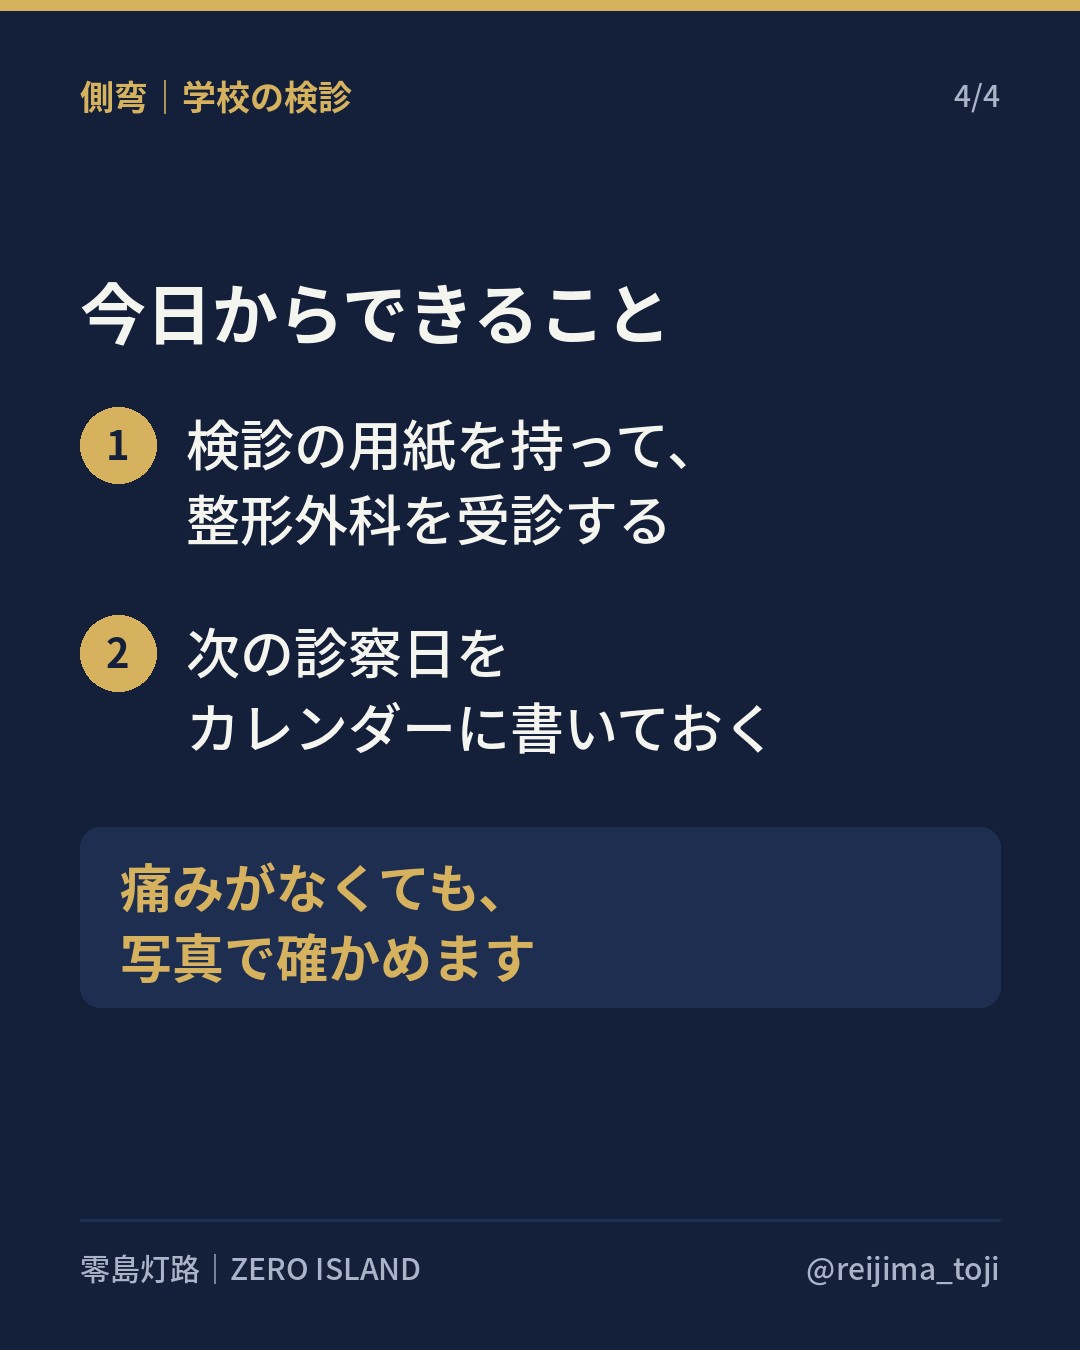 側弯｜学校の検診
4/4
今日からできること
1 検診の用紙を持って、
整形外科を受診する
2 次の診察日を
カレンダーに書いておく
痛みがなくても、
写真で確かめます
零島灯路｜ZERO ISLAND
@reijima_toji